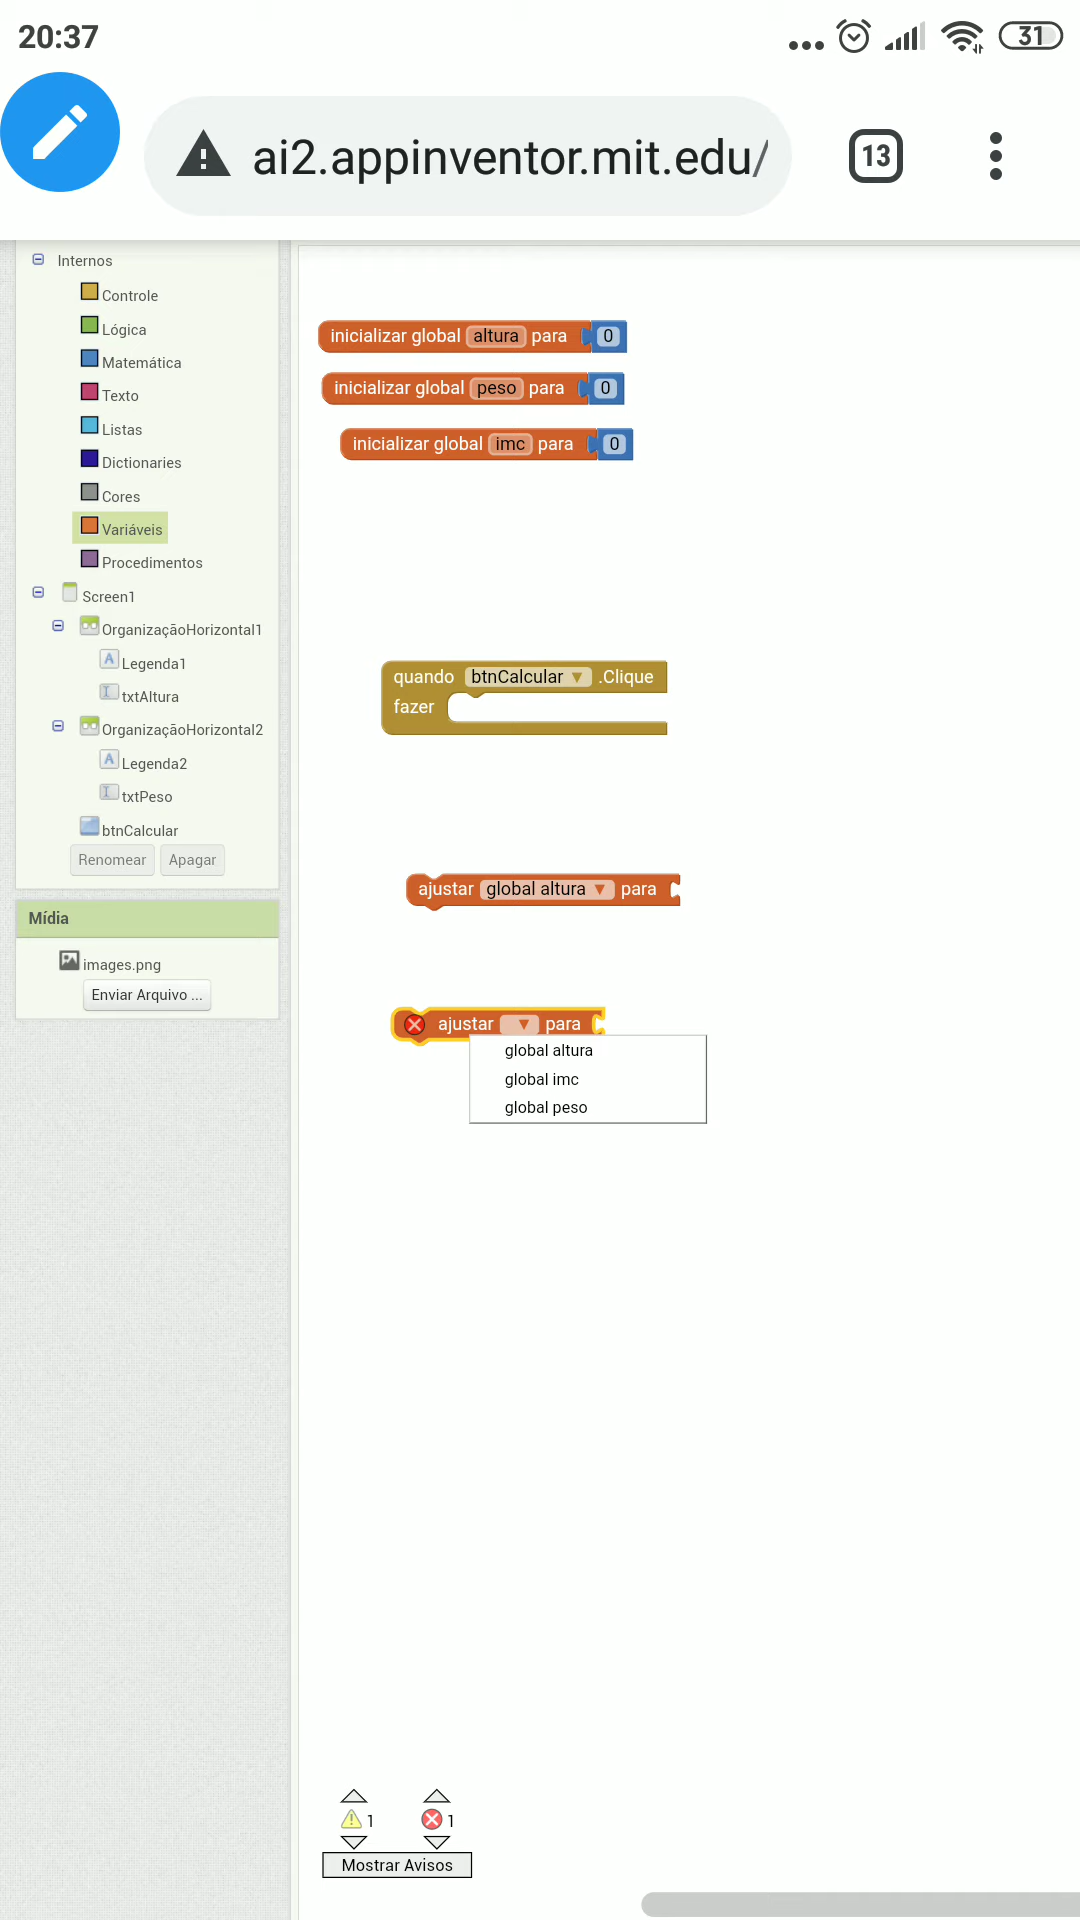 20:37
31
ai2.appinventor.mit.edu/
13
Internos
Controle
Lógica
Matemática
Texto
Listas
Dictionaries
Cores
Variáveis
Procedimentos
Screen1
OrganizaçãoHorizontal1
Legenda1
txtAltura
OrganizaçãoHorizontal2
Legenda2
txtPeso
btnCalcular
Renomear Apagar
Mídia
images.png
Enviar Arquivo ...
inicializar global altura para 0
inicializar global peso para 0
inicializar global imc para 0
quando btnCalcular .Clique
fazer
ajustar global altura para
ajustar para
global altura
global imc
global peso
1 1
Mostrar Avisos